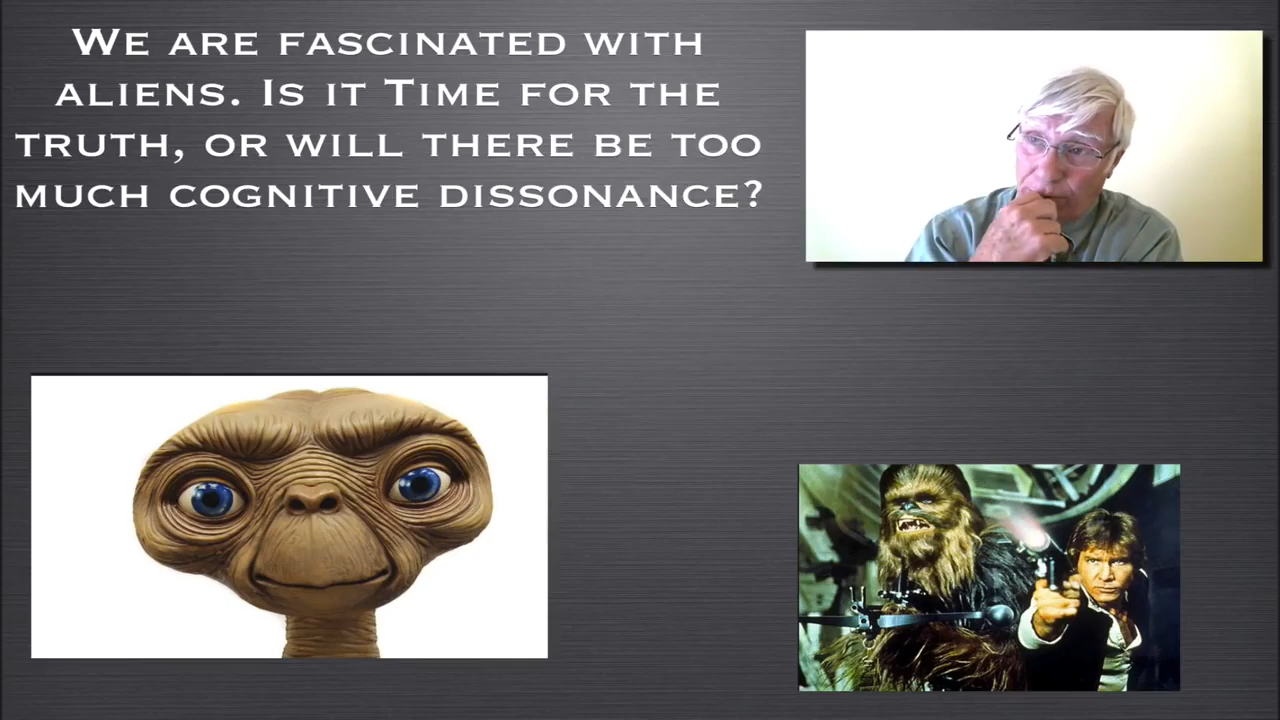 We are fascinated with
aliens. Is it Time for the
truth, or will there be too
much cognitive dissonance?